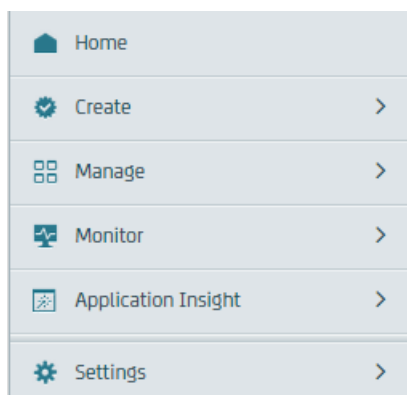 Home
Create
Manage
Monitor
Application Insight
Settings